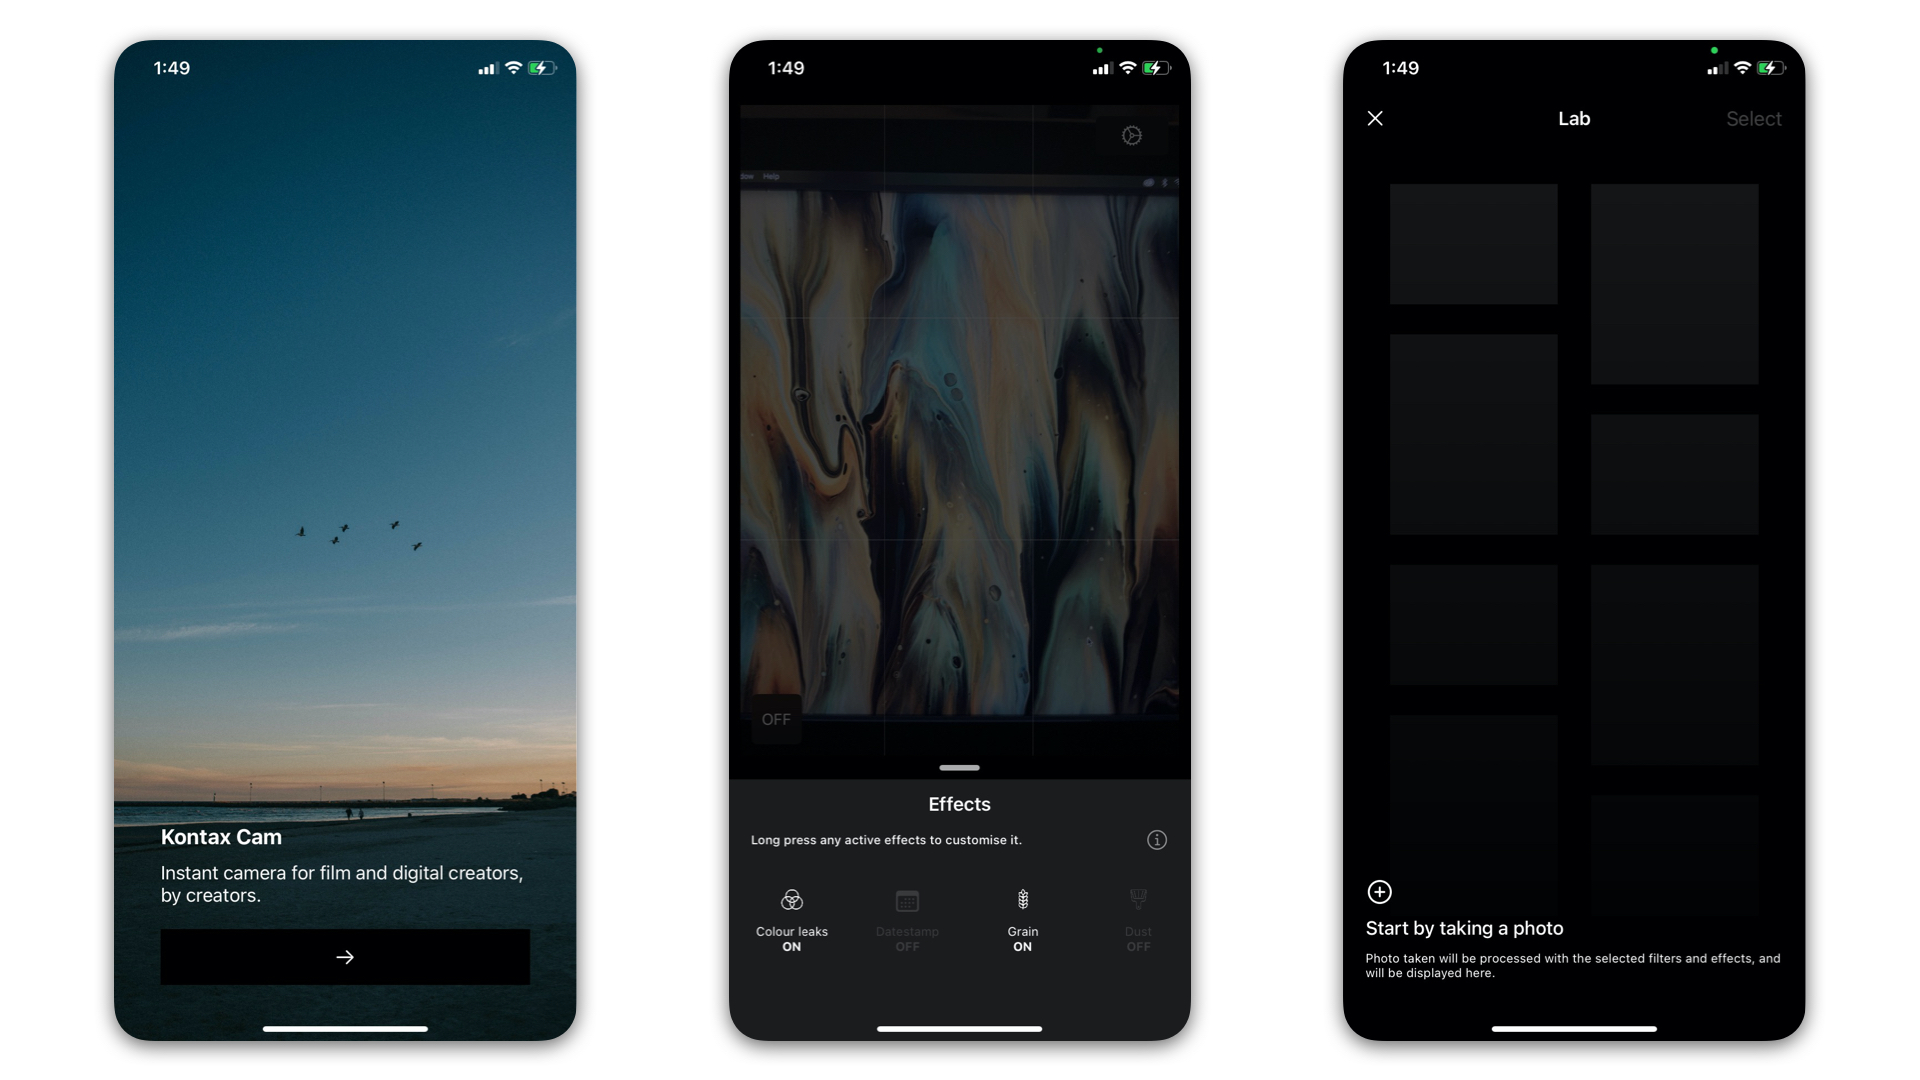 1:49
Kontax Cam
Instant camera for film and digital creators,
by creators.
1:49
Help
OFF
Effects
Long press any active effects to customise it.
Colour leaks
ON
Datestamp
OFF
Grain
ON
Dust
OFF
1:49
Lab
Select
Start by taking a photo
Photo taken will be processed with the selected filters and effects, and
will be displayed here.